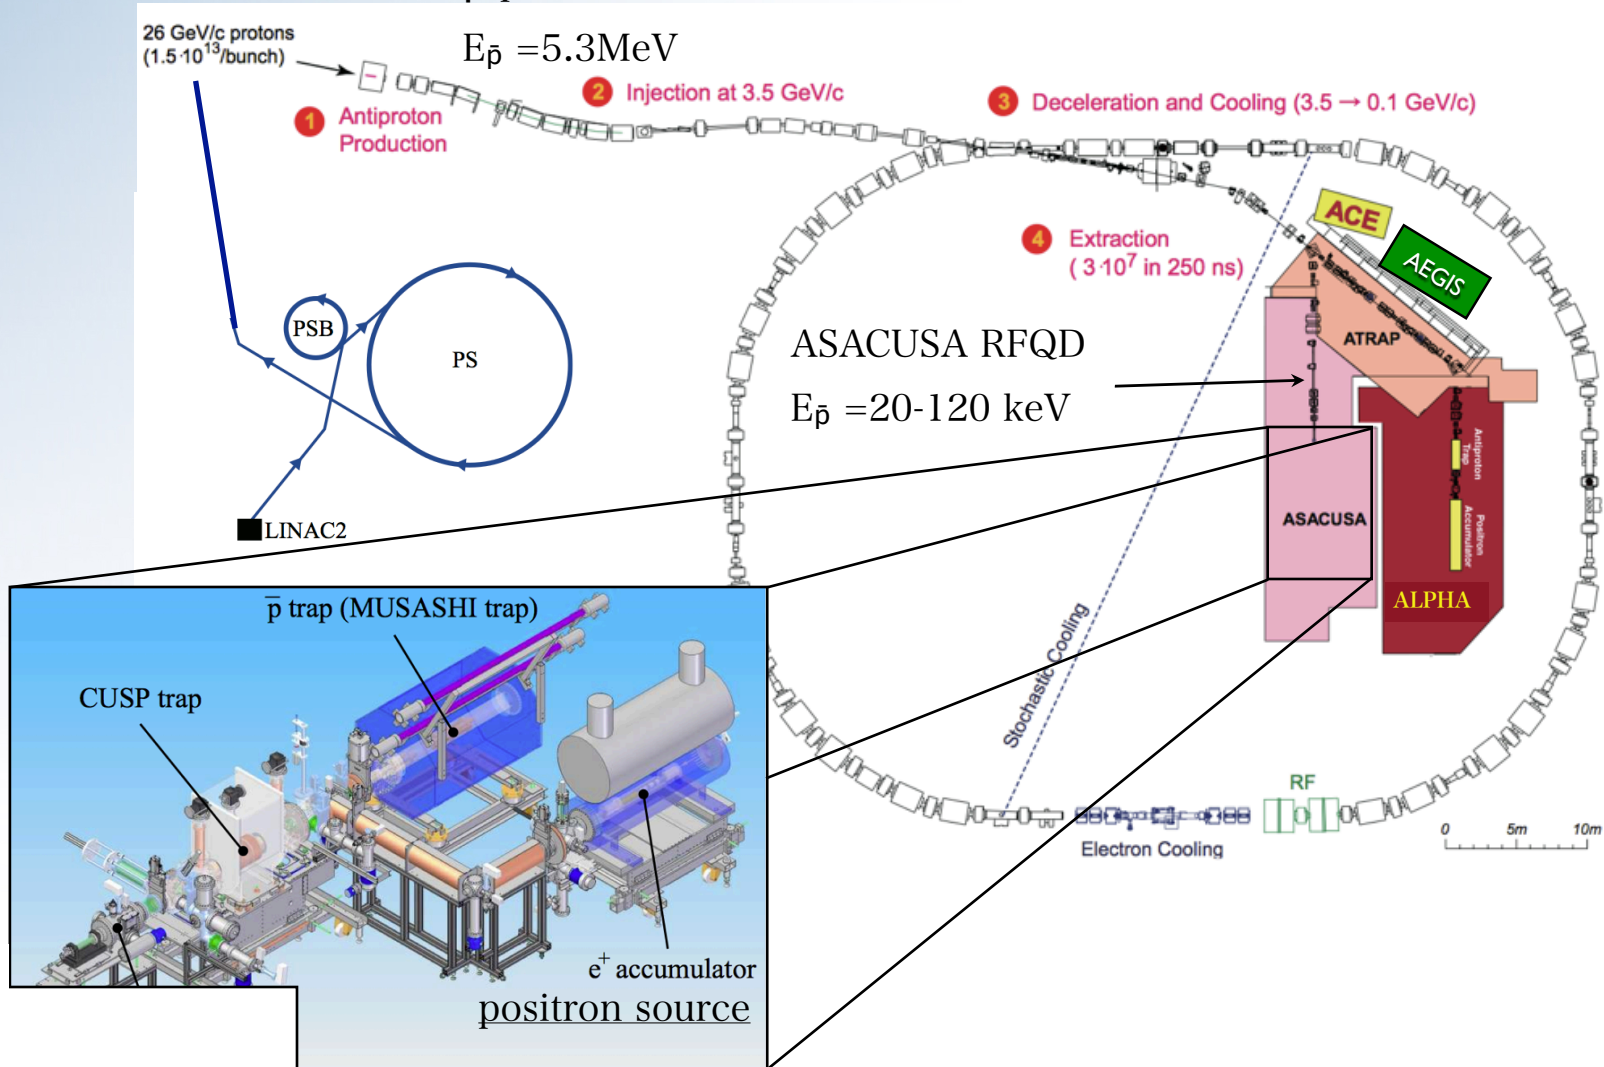 26 GeV/c protons
(1.5·10¹³/bunch)
E_p̄ =5.3MeV
1 Antiproton
Production
2 Injection at 3.5 GeV/c
3 Deceleration and Cooling (3.5 → 0.1 GeV/c)
4 Extraction
( 3·10⁷ in 250 ns)
ACE
AEGIS
ATRAP
PSB
PS
LINAC2
ASACUSA RFQD
E_p̄ =20-120 keV
Antiproton
Trap
Positron
Accumulator
ASACUSA
ALPHA
Stochastic Cooling
RF
Electron Cooling
0 5m 10m
p̄ trap (MUSASHI trap)
CUSP trap
e⁺ accumulator
positron source